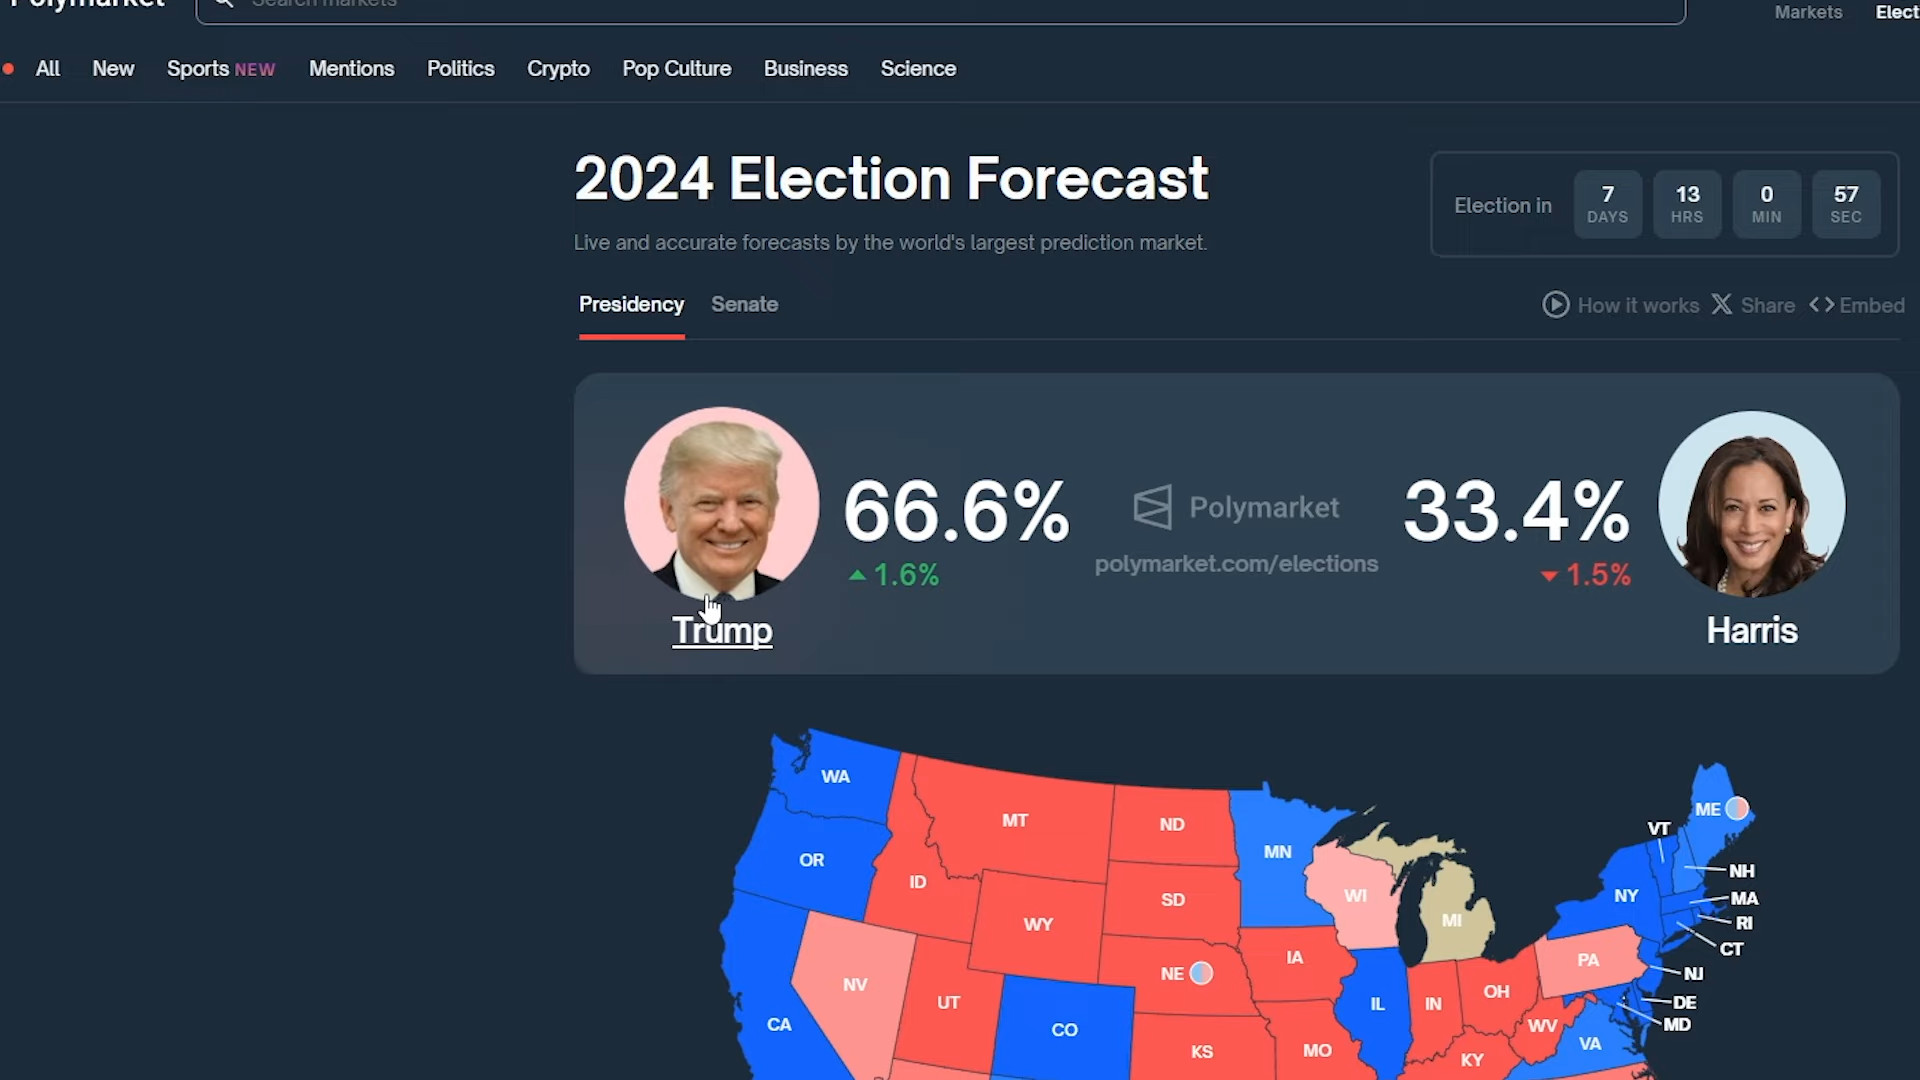 Polymarket
Search markets
Markets
Elect
All
New
Sports NEW
Mentions
Politics
Crypto
Pop Culture
Business
Science
2024 Election Forecast
Live and accurate forecasts by the world's largest prediction market.
Election in
7
DAYS
13
HRS
0
MIN
57
SEC
Presidency
Senate
How it works
Share
Embed
66.6%
1.6%
Trump
Polymarket
polymarket.com/elections
33.4%
1.5%
Harris
WA
OR
CA
NV
ID
MT
WY
UT
CO
ND
SD
NE
KS
MN
IA
MO
WI
IL
MI
IN
OH
KY
WV
PA
VA
NY
VT
ME
NH
MA
RI
CT
NJ
DE
MD